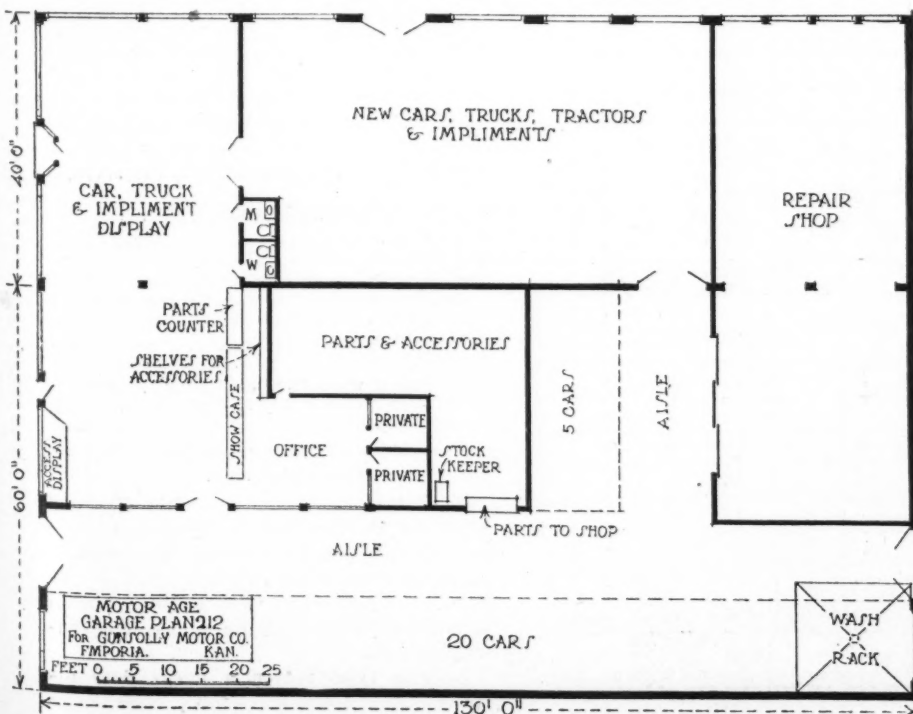 NEW CARS, TRUCKS, TRACTORS
& IMPLIMENTS
40' 0"
CAR, TRUCK
& IMPLIMENT
DISPLAY
M
W
REPAIR
SHOP
PARTS
COUNTER
SHELVES FOR
ACCESSORIES
PARTS & ACCESSORIES
SHOW CASE
5 CARS
AISLE
OFFICE
PRIVATE
PRIVATE
STOCK
KEEPER
ACCESS
DISPLAY
60' 0"
PARTS TO SHOP
AISLE
MOTOR AGE
GARAGE PLAN 212
FOR GUNSOLLY MOTOR CO.
EMPORIA. KAN.
FEET 0 5 10 15 20 25
20 CARS
WASH
RACK
130' 0"